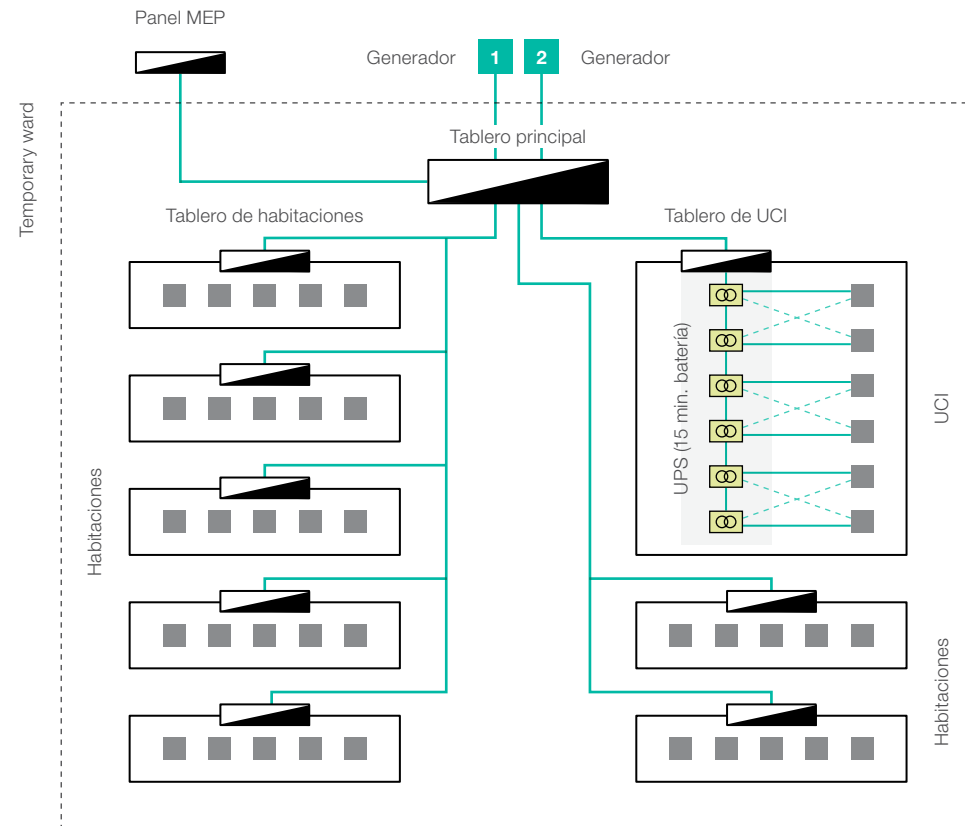 Panel MEP
Generador
1
2
Generador
Temporary ward
Tablero principal
Tablero de habitaciones
Tablero de UCI
UPS (15 min. batería)
UCI
Habitaciones
Habitaciones